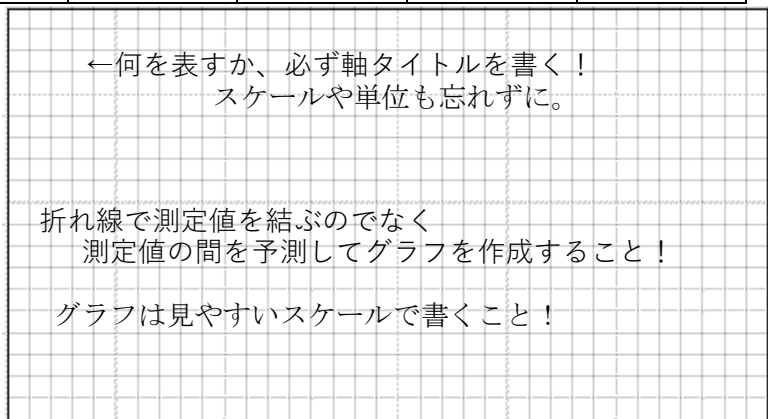 ←何を表すか、必ず軸タイトルを書く！
スケールや単位も忘れずに。
折れ線で測定値を結ぶのでなく
測定値の間を予測してグラフを作成すること！
グラフは見やすいスケールで書くこと！